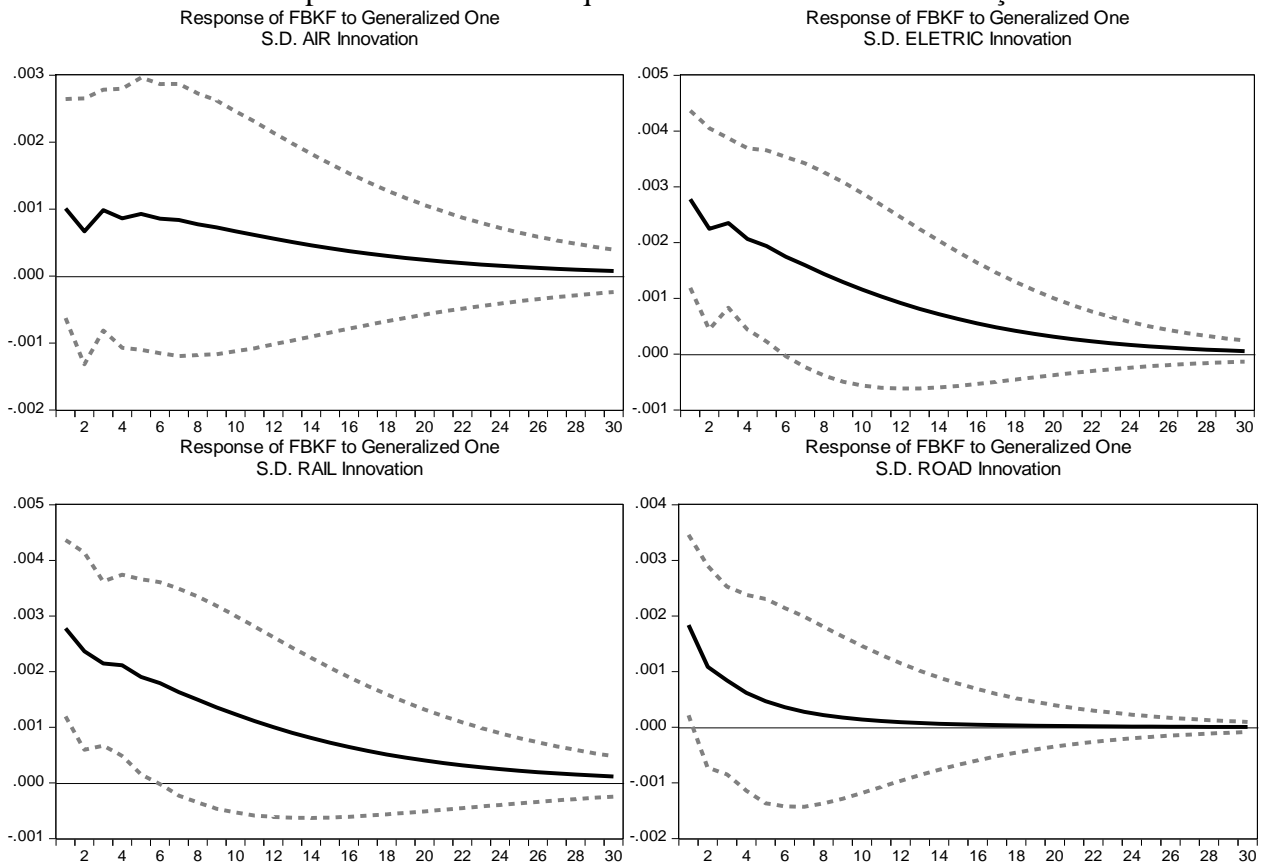 Response of FBKF to Generalized One
S.D. AIR Innovation
.003
.002
.001
.000
-.001
-.002
2 4 6 8 10 12 14 16 18 20 22 24 26 28 30
Response of FBKF to Generalized One
S.D. ELETRIC Innovation
.005
.004
.003
.002
.001
.000
-.001
2 4 6 8 10 12 14 16 18 20 22 24 26 28 30
Response of FBKF to Generalized One
S.D. RAIL Innovation
.005
.004
.003
.002
.001
.000
-.001
2 4 6 8 10 12 14 16 18 20 22 24 26 28 30
Response of FBKF to Generalized One
S.D. ROAD Innovation
.004
.003
.002
.001
.000
-.001
-.002
2 4 6 8 10 12 14 16 18 20 22 24 26 28 30